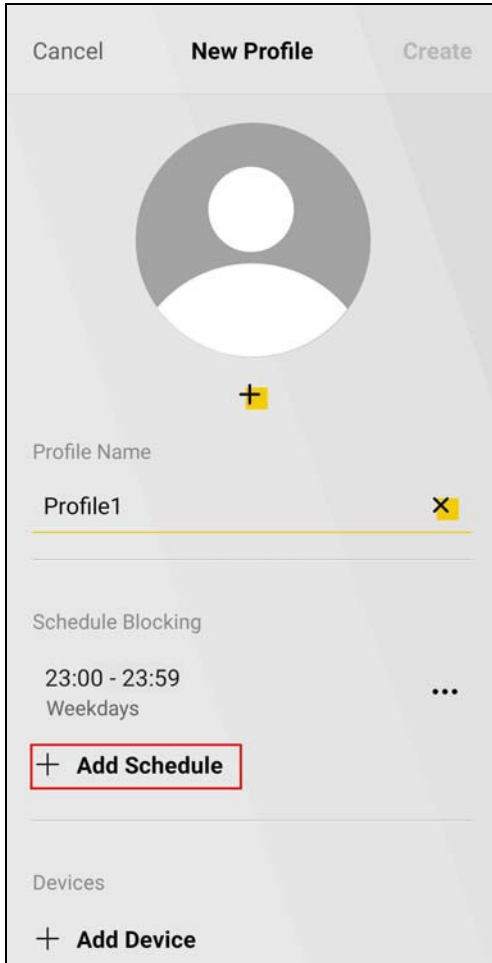 Cancel New Profile Create
Profile Name
Profile1
Schedule Blocking
23:00 - 23:59
Weekdays
Add Schedule
Devices
Add Device